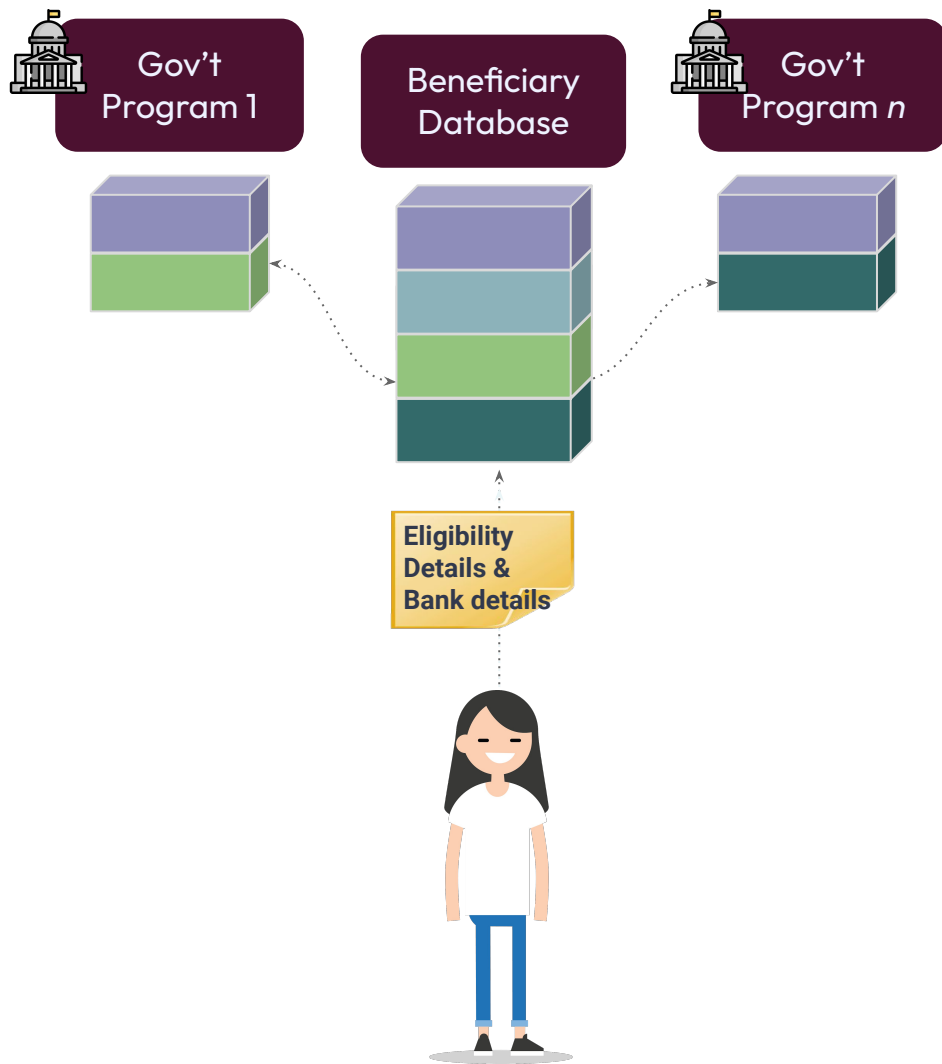 Gov’t
Program 1
Beneficiary
Database
Gov’t
Program n
Eligibility
Details &
Bank details